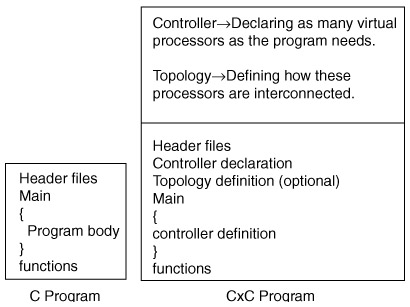 Controller→Declaring as many virtual
processors as the program needs.
Topology→Defining how these
processors are interconnected.
Header files
Main
{
Program body
}
functions
Header files
Controller declaration
Topology definition (optional)
Main
{
controller definition
}
functions
C Program
CxC Program